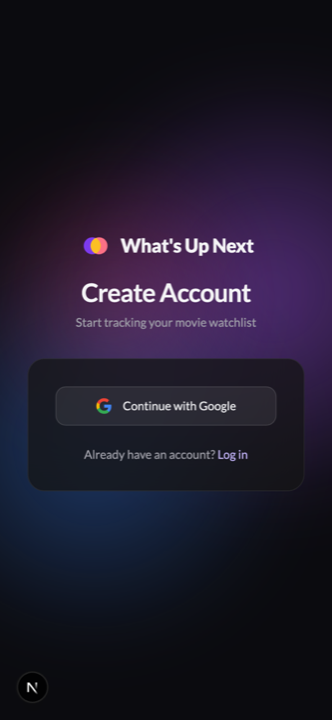 What's Up Next
Create Account
Start tracking your movie watchlist
Continue with Google
Already have an account? Log in
N